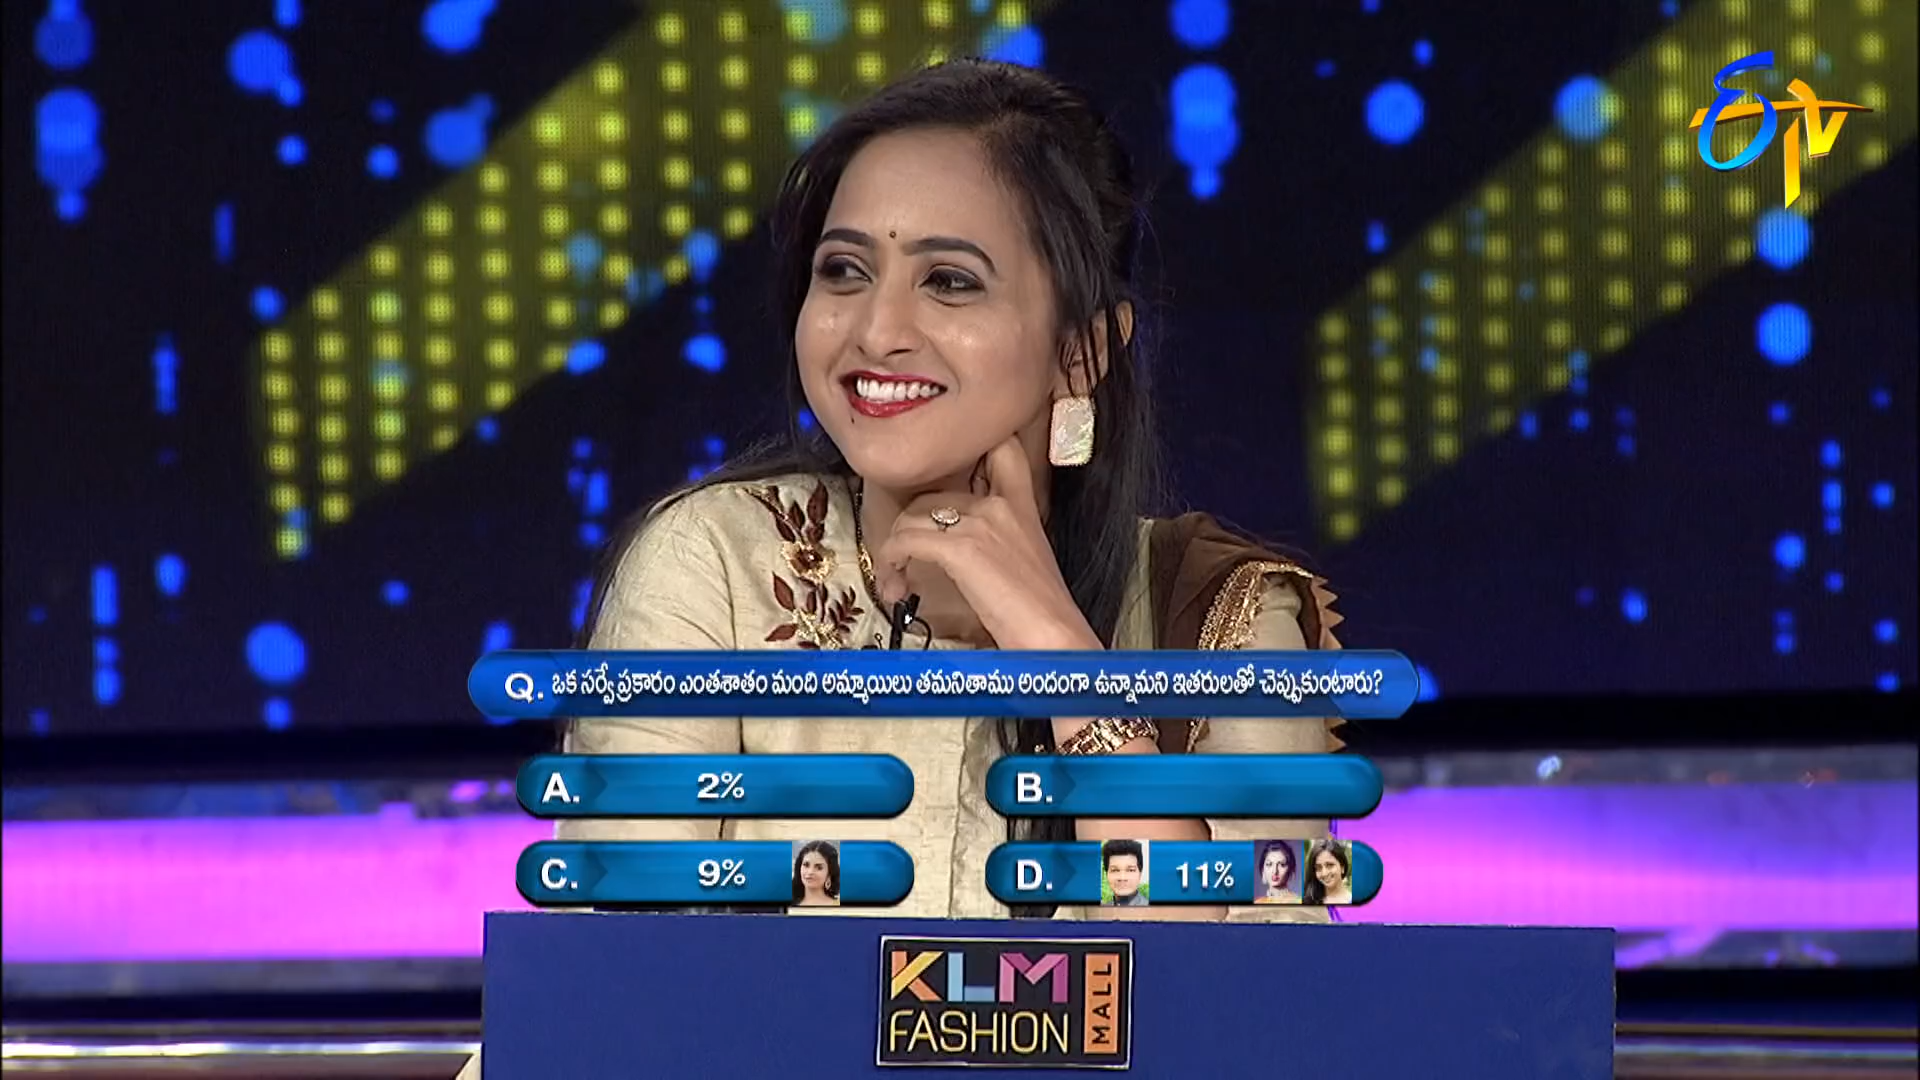 ETV
Q. ఒక సర్వే ప్రకారం ఎంతశాతం మంది అమ్మాయిలు తమనితాము అందంగా ఉన్నామని ఇతరులతో చెప్పుకుంటారు?
A. 2%
B.
C. 9%
D. 11%
KLM
FASHION
MALL